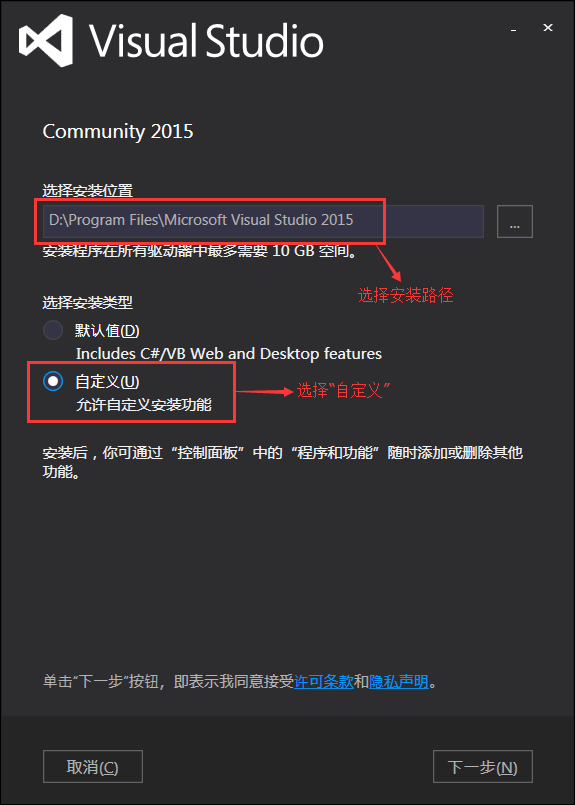 Visual Studio
Community 2015
选择安装位置
D:\Program Files\Microsoft Visual Studio 2015
...
安装程序在所有驱动器中最多需要 10 GB 空间。
选择安装路径
选择安装类型
默认值(D)
Includes C#/VB Web and Desktop features
自定义(U)
选择“自定义”
允许自定义安装功能
安装后，你可通过“控制面板”中的“程序和功能”随时添加或删除其他
功能。
单击"下一步"按钮，即表示我同意接受许可条款和隐私声明。
取消(C)
下一步(N)